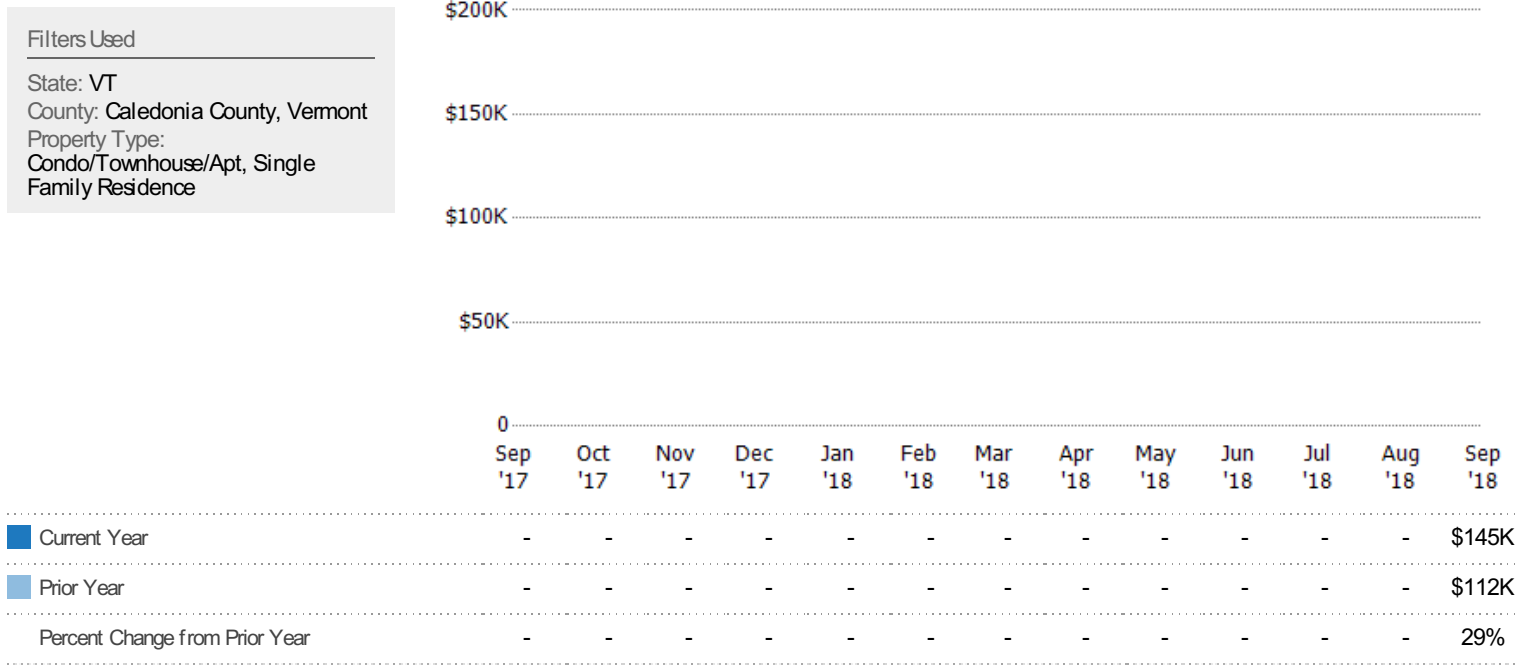 Filters Used
State: VT
County: Caledonia County, Vermont
Property Type:
Condo/Townhouse/Apt, Single
Family Residence
$200K
$150K
$100K
$50K
0
Sep Oct Nov Dec Jan Feb Mar Apr May Jun Jul Aug Sep
'17 '17 '17 '17 '18 '18 '18 '18 '18 '18 '18 '18 '18
Current Year - - - - - - - - - - - - $145K
Prior Year - - - - - - - - - - - - $112K
Percent Change from Prior Year - - - - - - - - - - - - 29%